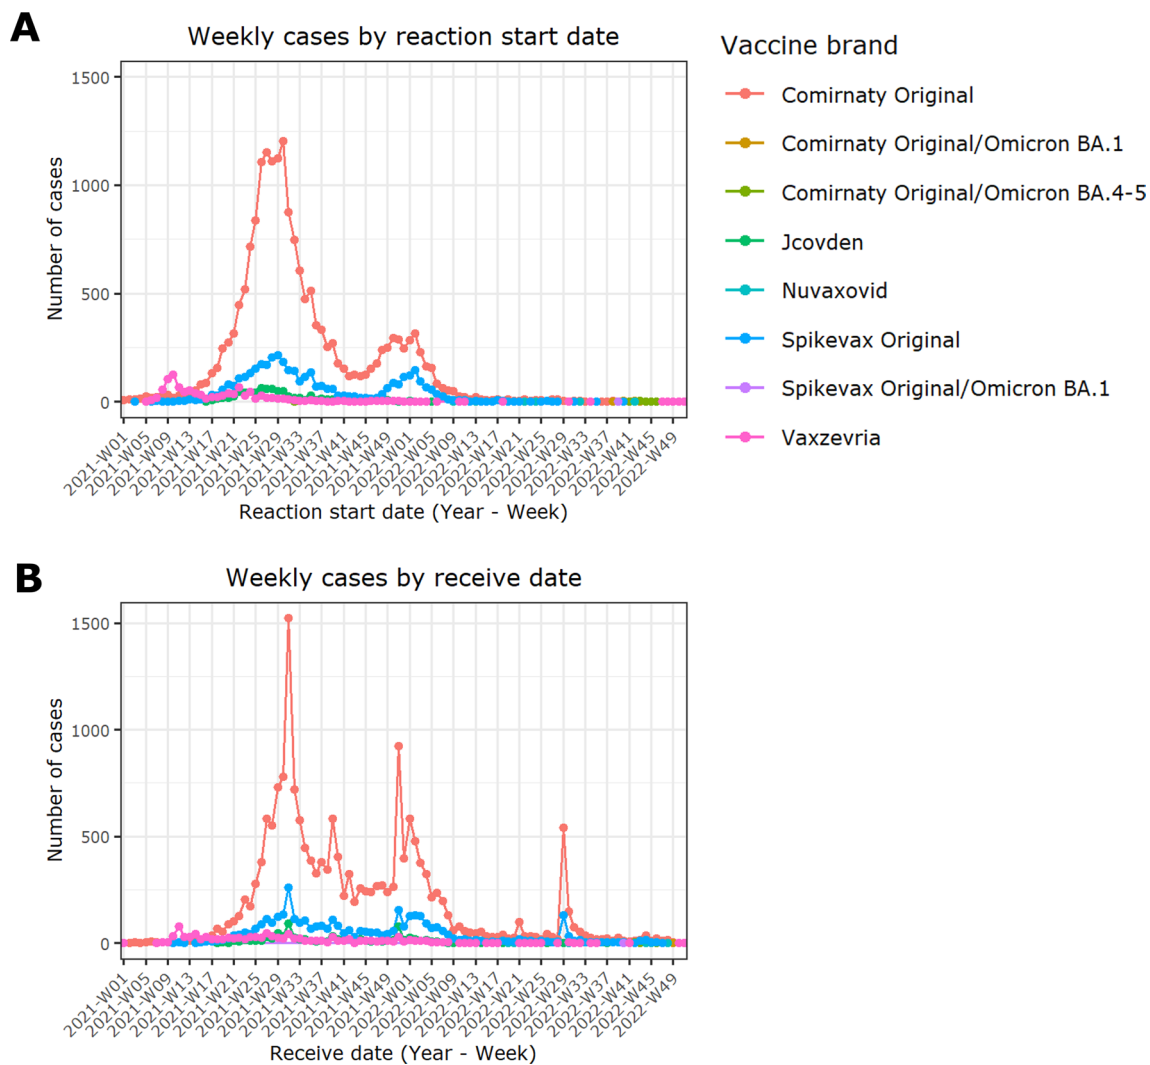 A
Weekly cases by reaction start date
Number of cases
1500
1000
500
0
2021-W01
2021-W05
2021-W09
2021-W13
2021-W17
2021-W21
2021-W25
2021-W29
2021-W33
2021-W37
2021-W41
2021-W45
2021-W49
2022-W01
2022-W05
2022-W09
2022-W13
2022-W17
2022-W21
2022-W25
2022-W29
2022-W33
2022-W37
2022-W41
2022-W45
2022-W49
Reaction start date (Year - Week)
Vaccine brand
Comirnaty Original
Comirnaty Original/Omicron BA.1
Comirnaty Original/Omicron BA.4-5
Jcovden
Nuvaxovid
Spikevax Original
Spikevax Original/Omicron BA.1
Vaxzevria
B
Weekly cases by receive date
Number of cases
1500
1000
500
0
2021-W01
2021-W05
2021-W09
2021-W13
2021-W17
2021-W21
2021-W25
2021-W29
2021-W33
2021-W37
2021-W41
2021-W45
2021-W49
2022-W01
2022-W05
2022-W09
2022-W13
2022-W17
2022-W21
2022-W25
2022-W29
2022-W33
2022-W37
2022-W41
2022-W45
2022-W49
Receive date (Year - Week)